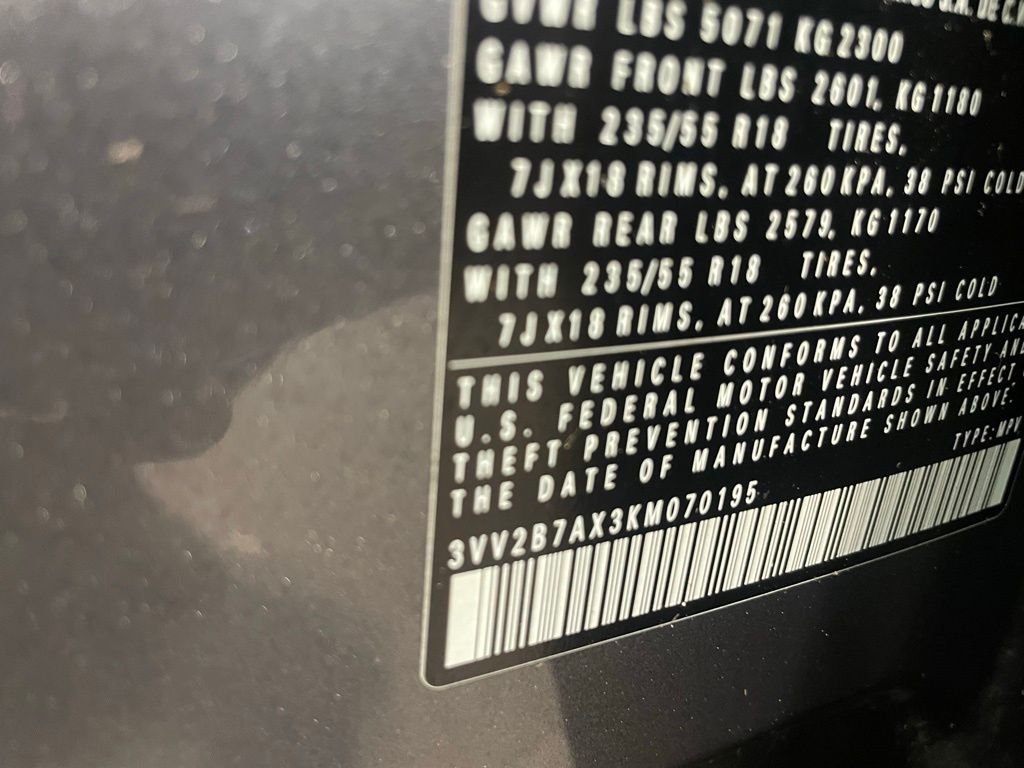 DE C.V
GVWR LBS 5071 KG 2300
GAWR FRONT LBS 2601, KG 1180
WITH 235/55 R18 TIRES,
7JX18 RIMS, AT 260 KPA, 38 PSI COLD
GAWR REAR LBS 2579, KG 1170
WITH 235/55 R18 TIRES,
7JX18 RIMS, AT 260 KPA, 38 PSI COLD
THIS VEHICLE CONFORMS TO ALL APPLICA
U.S. FEDERAL MOTOR VEHICLE SAFETY AND
THEFT PREVENTION STANDARDS IN EFFECT
THE DATE OF MANUFACTURE SHOWN ABOVE.
TYPE: MPV
3VV2B7AX3KM070195